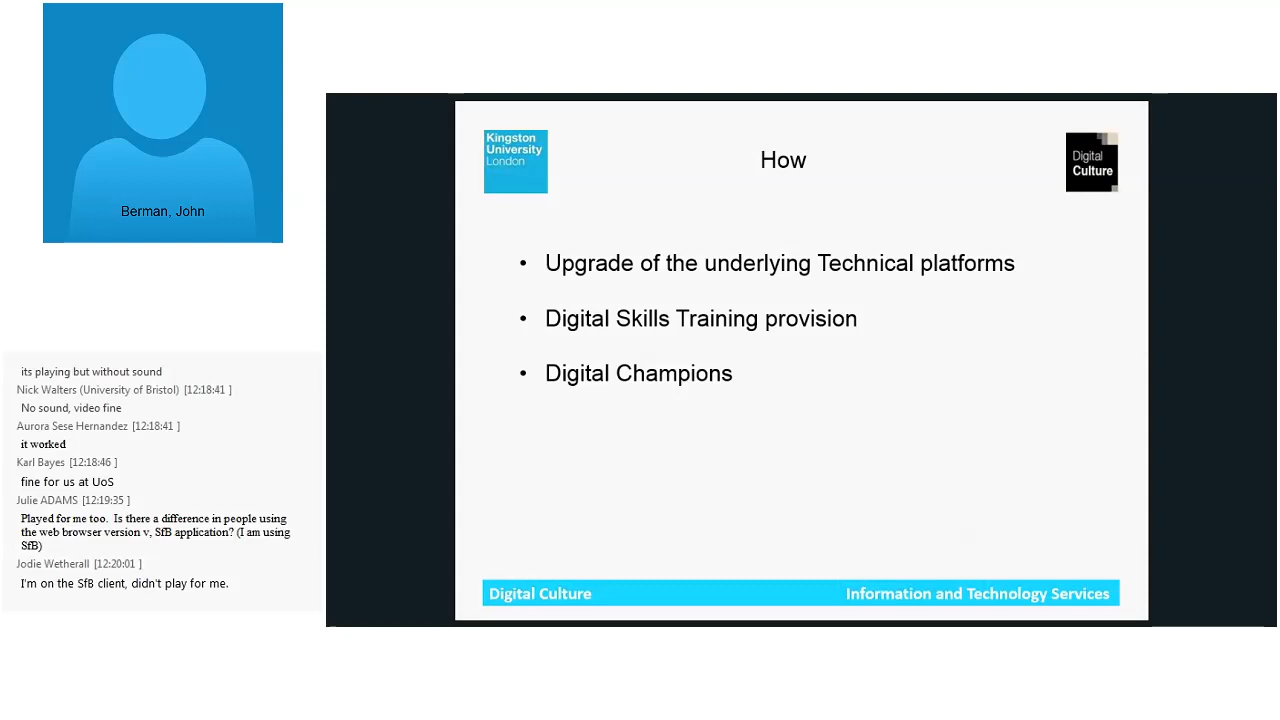 Berman, John
its playing but without sound
Nick Walters (University of Bristol) [12:18:41 ]
No sound, video fine
Aurora Sese Hernandez [12:18:41 ]
it worked
Karl Bayes [12:18:46 ]
fine for us at UoS
Julie ADAMS [12:19:35 ]
Played for me too.  Is there a difference in people using
the web browser version v, SfB application? (I am using
SfB)
Jodie Wetherall [12:20:01 ]
I'm on the SfB client, didn't play for me.
Kingston
University
London
How
Digital
Culture
• Upgrade of the underlying Technical platforms
• Digital Skills Training provision
• Digital Champions
Digital Culture
Information and Technology Services